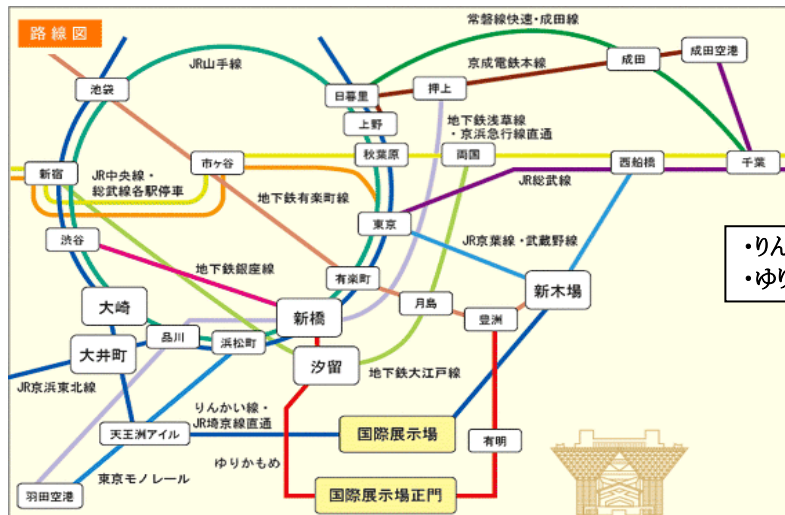 路線図
常磐線快速・成田線
JR山手線
京成電鉄本線
成田空港
成田
池袋
日暮里
押上
上野
地下鉄浅草線
・京浜急行線直通
新宿
市ヶ谷
秋葉原
両国
西船橋
千葉
JR中央線・
総武線各駅停車
地下鉄有楽町線
JR総武線
東京
渋谷
JR京葉線・武蔵野線
・りん
・ゆり
地下鉄銀座線
有楽町
新木場
大崎
新橋
月島
豊洲
品川
浜松町
大井町
汐留
地下鉄大江戸線
JR京浜東北線
りんかい線・
JR埼京線直通
天王洲アイル
国際展示場
有明
ゆりかもめ
東京モノレール
羽田空港
国際展示場正門